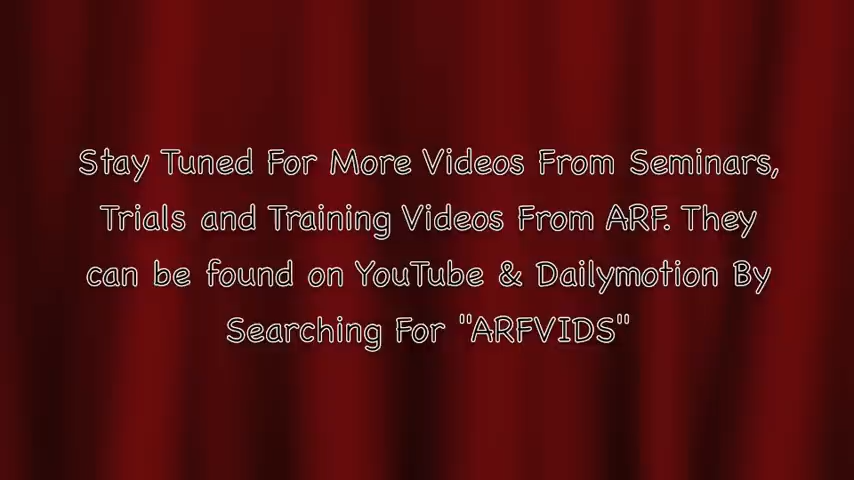 Stay Tuned For More Videos From Seminars,
Trials and Training Videos From ARF. They
can be found on YouTube & Dailymotion By
Searching For "ARFVIDS"